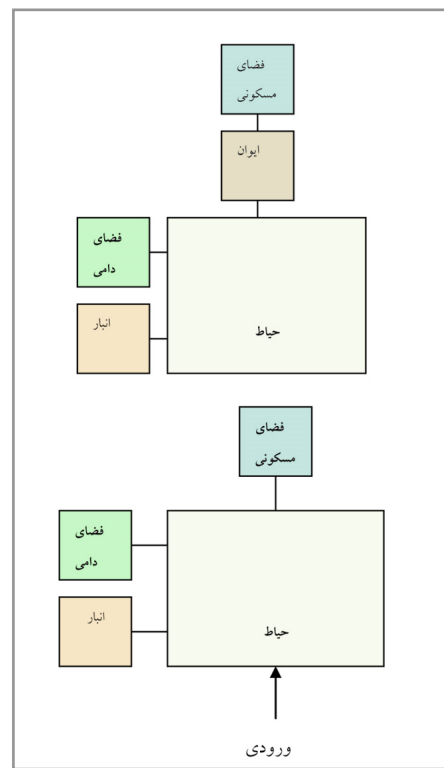 فضای
مسکونی
ایوان
فضای
دامی
انبار
حیاط
فضای
مسکونی
فضای
دامی
انبار
حیاط
ورودی